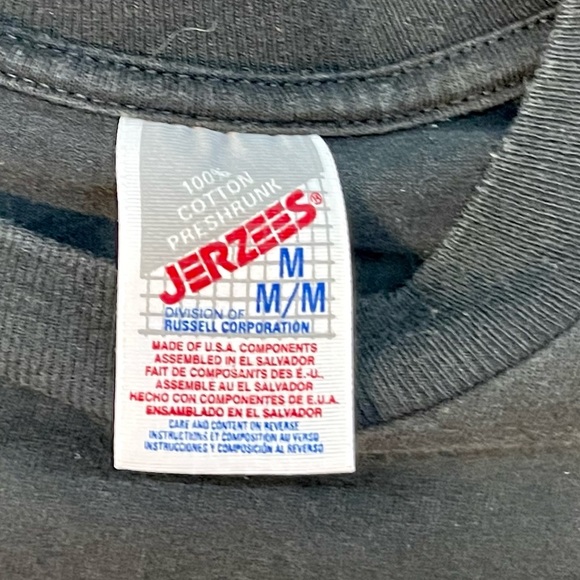 100%
COTTON
PRESHRUNK
JERZEES®
M
M/M
DIVISION OF
RUSSELL CORPORATION
MADE OF U.S.A. COMPONENTS
ASSEMBLED IN EL SALVADOR
FAIT DE COMPOSANTS DES É.-U.
ASSEMBLE AU EL SALVADOR
HECHO CON COMPONENTES DE E.U.A.
ENSAMBLADO EN EL SALVADOR
CARE AND CONTENT ON REVERSE
INSTRUCTIONS ET COMPOSITION AU VERSO
INSTRUCCIONES Y COMPOSICIÓN AL REVERSO